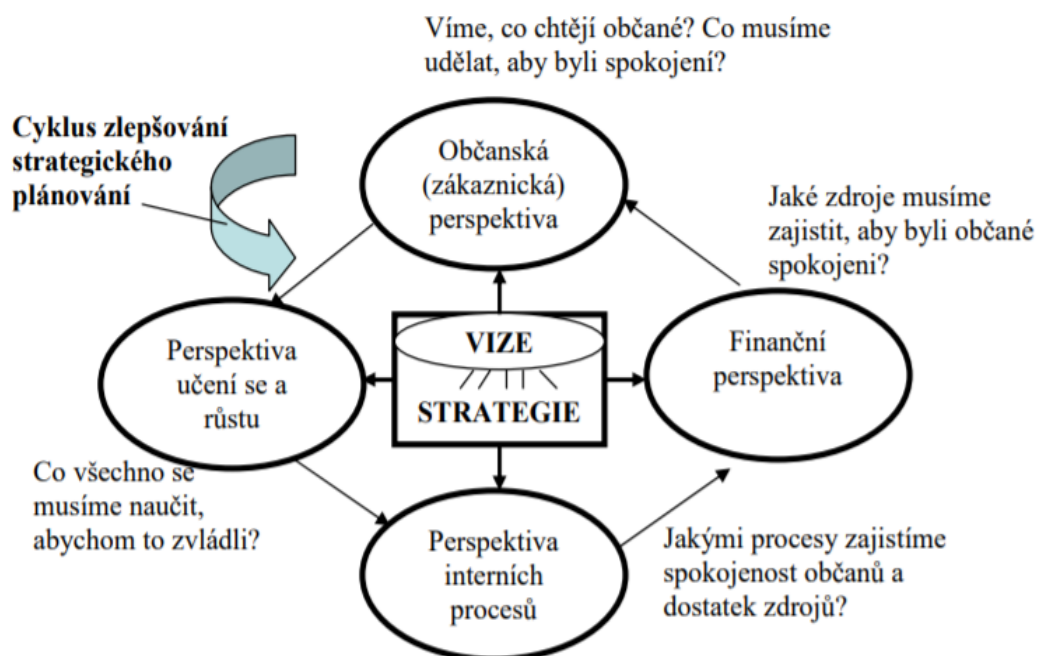 Víme, co chtějí občané? Co musíme
udělat, aby byli spokojení?
Cyklus zlepšování
strategického
plánování
Občanská
(zákaznická)
perspektiva
Jaké zdroje musíme
zajistit, aby byli občané
spokojeni?
Perspektiva
učení se a
růstu
VIZE
STRATEGIE
Finanční
perspektiva
Co všechno se
musíme naučit,
abychom to zvládli?
Perspektiva
interních
procesů
Jakými procesy zajistíme
spokojenost občanů a
dostatek zdrojů?